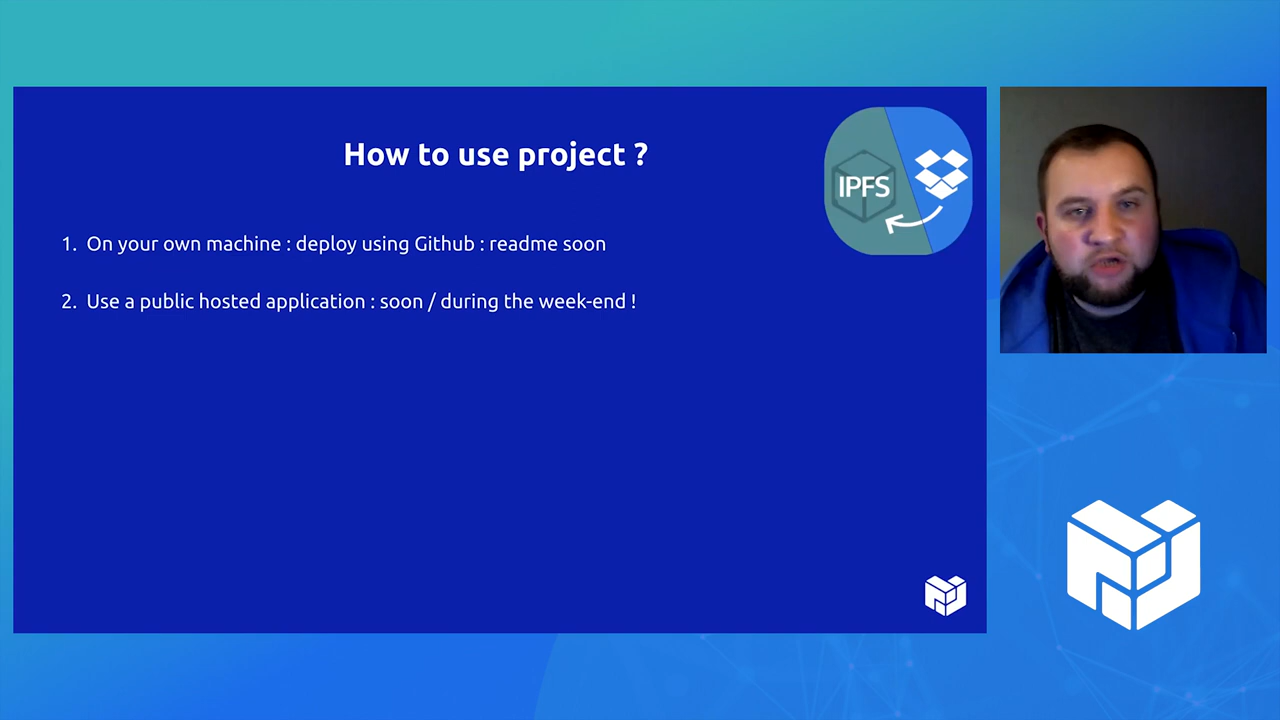 How to use project ?
IPFS
1. On your own machine : deploy using Github : readme soon
2. Use a public hosted application : soon / during the week-end !